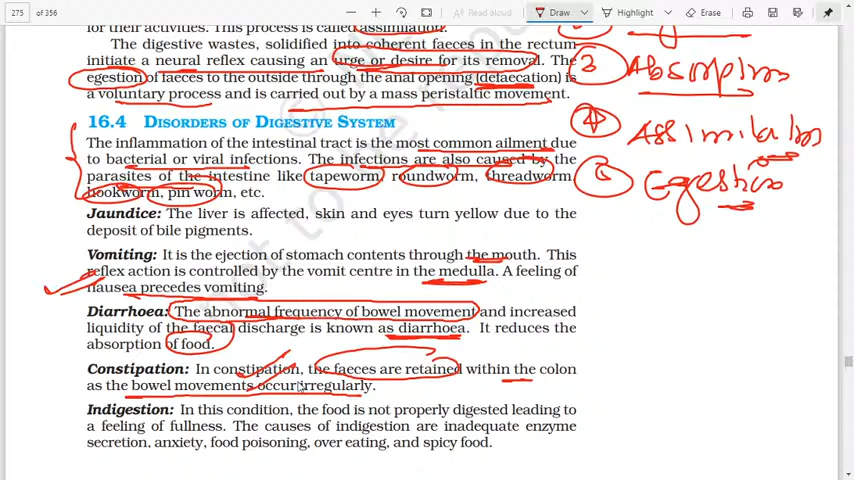 275 of 356
Read aloud
Draw
Highlight
Erase
for their activities. This process is called assimilation.
The digestive wastes, solidified into coherent faeces in the rectum
initiate a neural reflex causing an urge or desire for its removal. The
egestion of faeces to the outside through the anal opening (defaecation) is
a voluntary process and is carried out by a mass peristaltic movement.
16.4 DISORDERS OF DIGESTIVE SYSTEM
The inflammation of the intestinal tract is the most common ailment due
to bacterial or viral infections. The infections are also caused by the
parasites of the intestine like tapeworm, roundworm, threadworm,
hookworm, pin worm, etc.
Jaundice: The liver is affected, skin and eyes turn yellow due to the
deposit of bile pigments.
Vomiting: It is the ejection of stomach contents through the mouth. This
reflex action is controlled by the vomit centre in the medulla. A feeling of
nausea precedes vomiting.
Diarrhoea: The abnormal frequency of bowel movement and increased
liquidity of the faecal discharge is known as diarrhoea. It reduces the
absorption of food.
Constipation: In constipation, the faeces are retained within the colon
as the bowel movements occur irregularly.
Indigestion: In this condition, the food is not properly digested leading to
a feeling of fullness. The causes of indigestion are inadequate enzyme
secretion, anxiety, food poisoning, over eating, and spicy food.
3 Absorption
4 Assimilation
5 Egestion